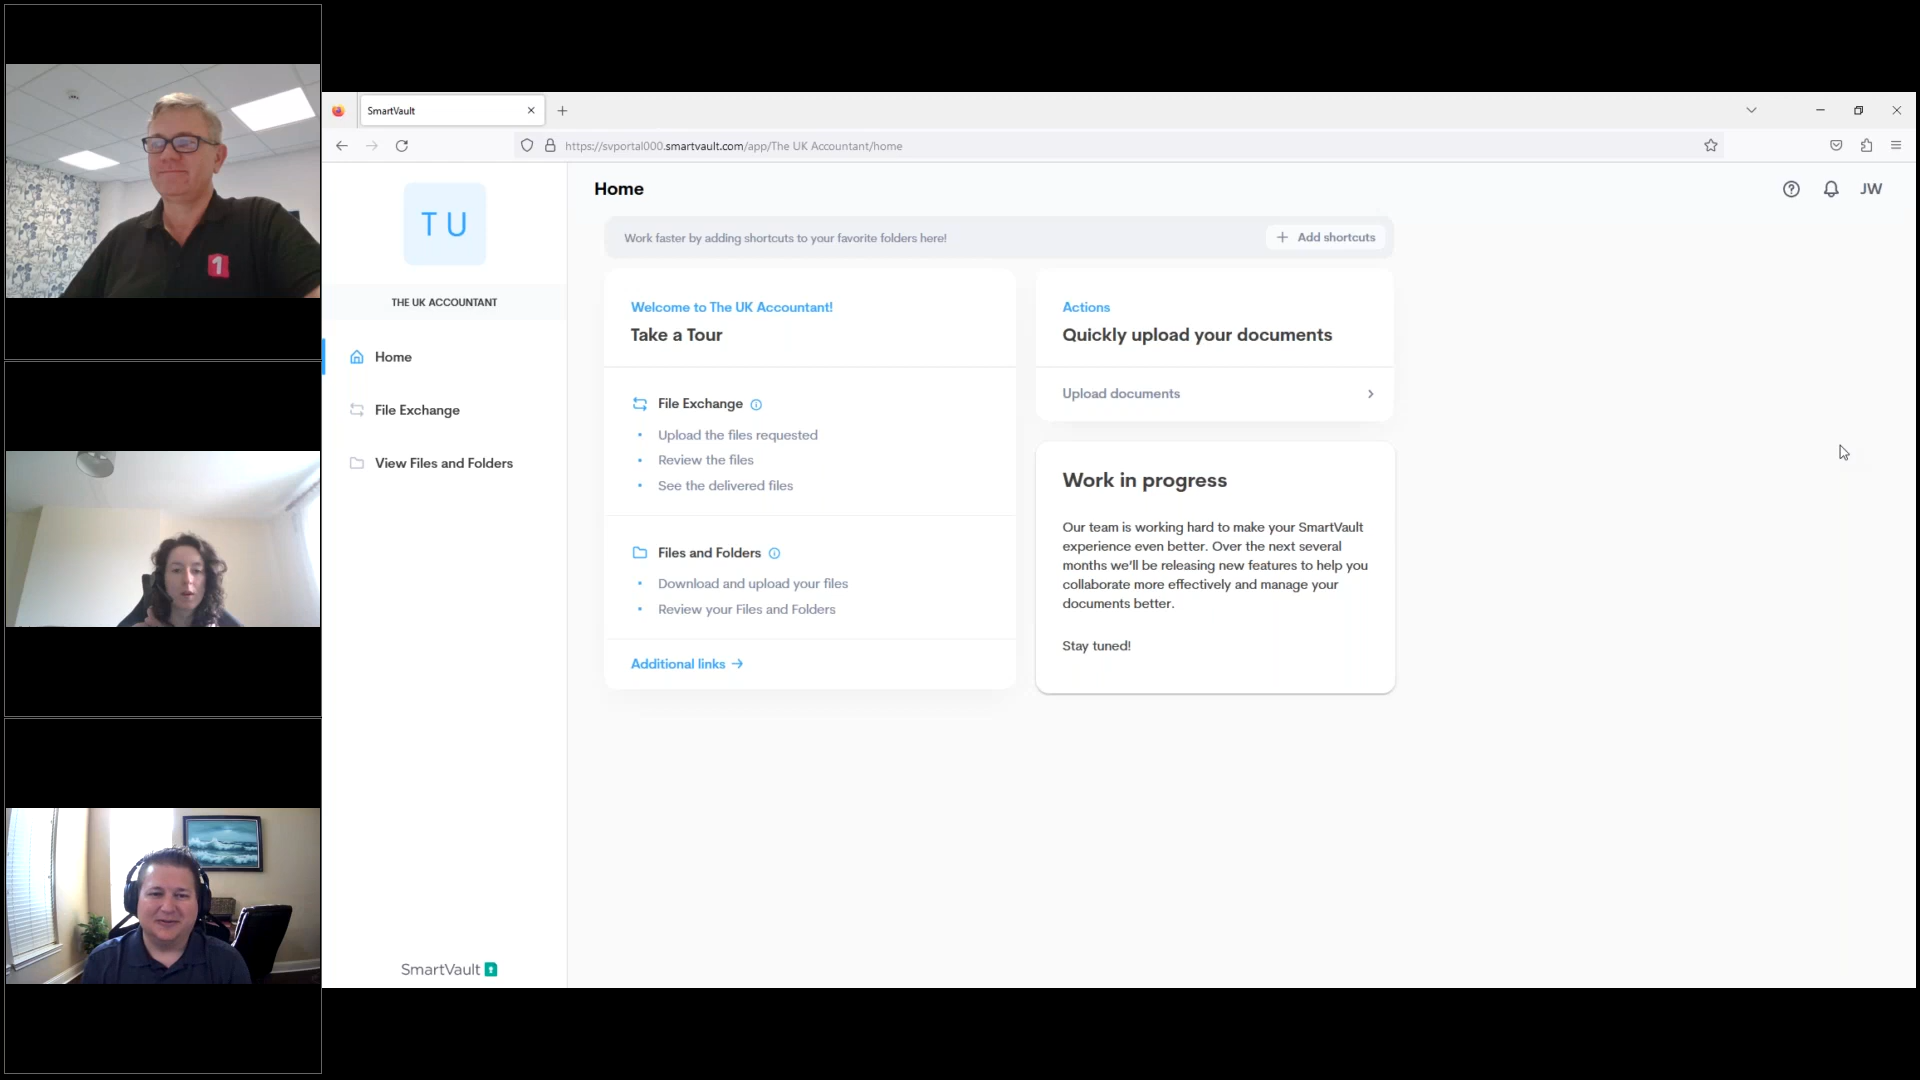 1
SmartVault
https://svportal000.smartvault.com/app/The UK Accountant/home
T U
THE UK ACCOUNTANT
Home
File Exchange
View Files and Folders
SmartVault
Home
JW
Work faster by adding shortcuts to your favorite folders here!
Add shortcuts
Welcome to The UK Accountant!
Take a Tour
File Exchange
Upload the files requested
Review the files
See the delivered files
Files and Folders
Download and upload your files
Review your Files and Folders
Additional links
Actions
Quickly upload your documents
Upload documents
Work in progress
Our team is working hard to make your SmartVault
experience even better. Over the next several
months we'll be releasing new features to help you
collaborate more effectively and manage your
documents better.
Stay tuned!